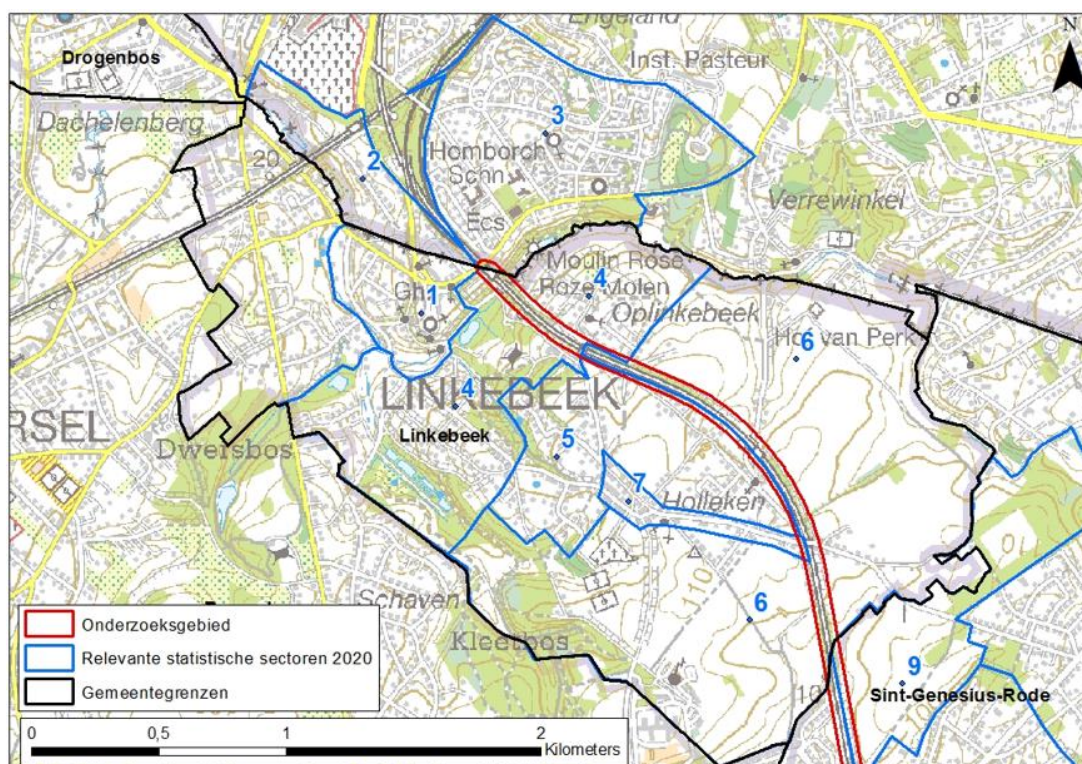 Engeland
N
Drogenbos
Inst. Pasteur
Dachelenberg
3
20
Homborch
Schn
2
Verrewinkel
Ecs
Moulin Rose
Roze Molen
4
Gh
1
Oplinkebeek
Hof van Perk
6
LINKEBEEK
4
RSEL
Linkebeek
Dwersbos
5
7
Holleken
110
Schaven
6
Kleetbos
9
Sint-Genesius-Rode
Onderzoeksgebied
Relevante statistische sectoren 2020
Gemeentegrenzen
0 0,5 1 2
Kilometers